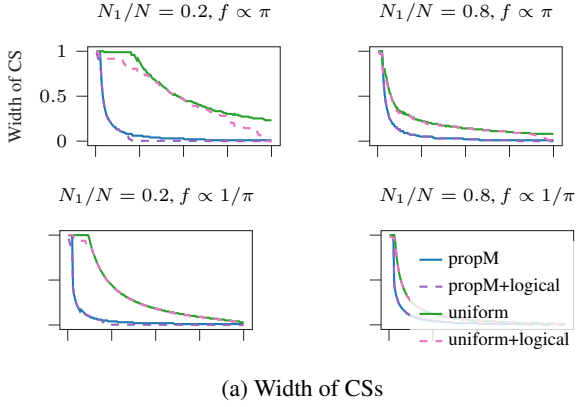 N₁/N = 0.2, f ∝ π
N₁/N = 0.8, f ∝ π
Width of CS
1
0.5
0
N₁/N = 0.2, f ∝ 1/π
N₁/N = 0.8, f ∝ 1/π
propM
propM+logical
uniform
uniform+logical
(a) Width of CSs